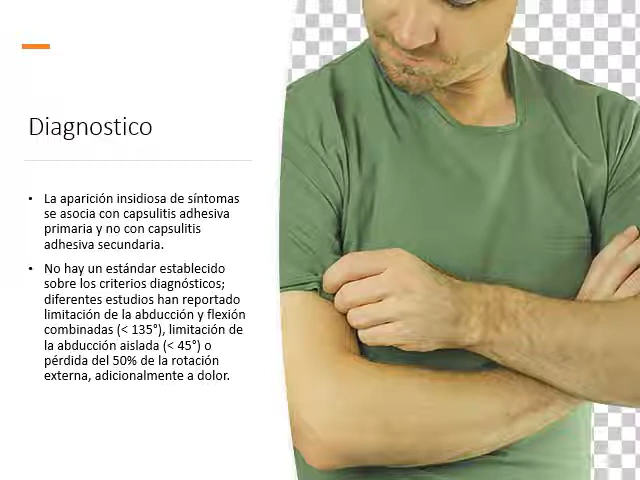 Diagnostico
• La aparición insidiosa de síntomas
se asocia con capsulitis adhesiva
primaria y no con capsulitis
adhesiva secundaria.
• No hay un estándar establecido
sobre los criterios diagnósticos;
diferentes estudios han reportado
limitación de la abducción y flexión
combinadas (< 135°), limitación de
la abducción aislada (< 45°) o
pérdida del 50% de la rotación
externa, adicionalmente a dolor.